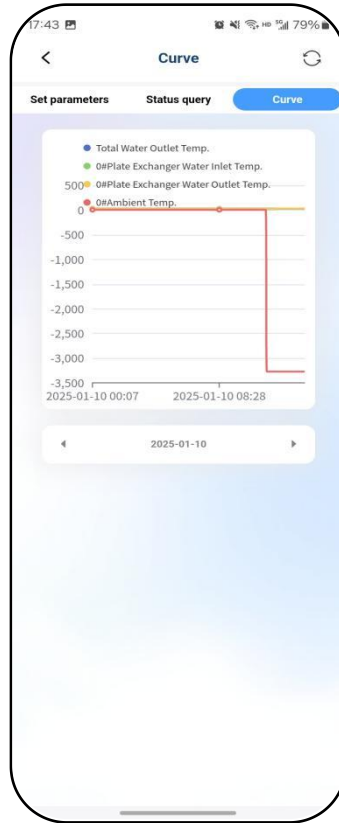 17:43 HD 5G 79%
Curve
Set parameters Status query Curve
Total Water Outlet Temp.
0#Plate Exchanger Water Inlet Temp.
500 0#Plate Exchanger Water Outlet Temp.
0#Ambient Temp.
0
-500
-1,000
-1,500
-2,000
-2,500
-3,000
-3,500
2025-01-10 00:07 2025-01-10 08:28
2025-01-10